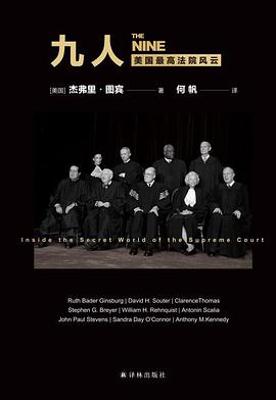 九人
THE
NINE
美国最高法院风云
[美国] 杰弗里·图宾 著 何帆 译
Inside the Secret World of the Supreme Court
Ruth Bader Ginsburg | David H. Souter | ClarenceThomas
Stephen G. Breyer | William H. Rehnquist | Antonin Scalia
John Paul Stevens | Sandra Day O'Connor | Anthony M.Kennedy
译林出版社